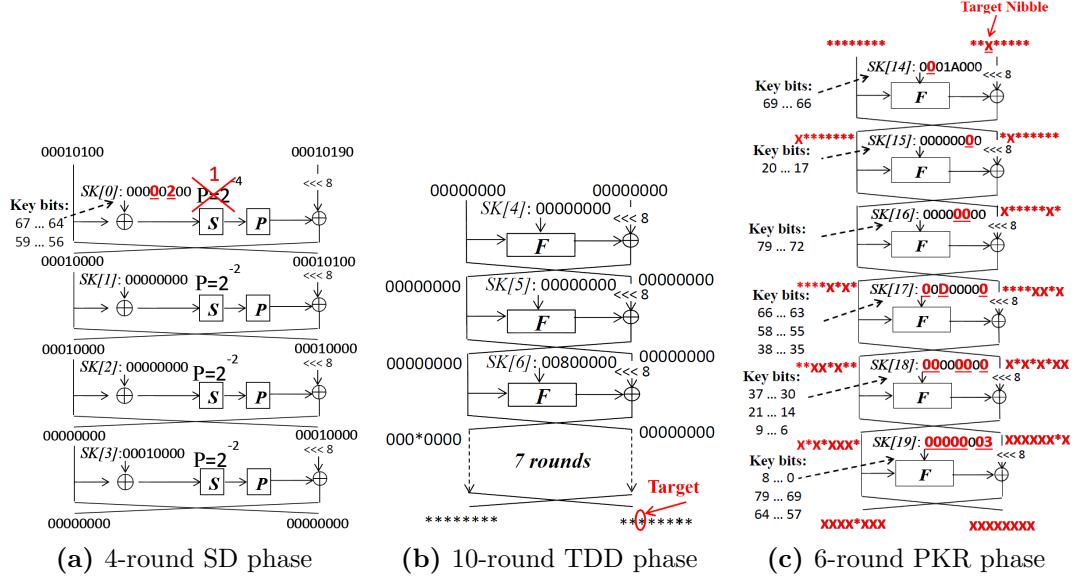 00010100 00010190
SK[0]: 00000200
1
P=2^-4
<<< 8
Key bits:
67 ... 64
59 ... 56
S P
00010000 00010100
SK[1]: 00000000
P=2^-2
<<< 8
S P
00010000 00010000
SK[2]: 00000000
P=2^-2
<<< 8
S P
00000000 00010000
SK[3]: 00010000
P=2^-2
<<< 8
S P
00000000 00000000
(a) 4-round SD phase
00000000 00000000
SK[4]: 00000000
<<< 8
F
00000000 00000000
SK[5]: 00000000
<<< 8
F
00000000 00000000
SK[6]: 00800000
<<< 8
F
000*0000 00000000
7 rounds
Target
******** ********
(b) 10-round TDD phase
Target Nibble
******** **X*****
SK[14]: 0001A000
<<< 8
Key bits:
69 ... 66
F
X******* *X******
SK[15]: 00000000
<<< 8
Key bits:
20 ... 17
F
X*****X*
SK[16]: 00000000
<<< 8
Key bits:
79 ... 72
F
****X*X* ****XX*X
SK[17]: 00D00000
<<< 8
Key bits:
66 ... 63
58 ... 55
38 ... 35
F
**XX*X** X*X*X*XX
SK[18]: 00000000
<<< 8
Key bits:
37 ... 30
21 ... 14
9 ... 6
F
X*X*XXX* XXXXXX*X
SK[19]: 00000003
<<< 8
Key bits:
8 ... 0
79 ... 69
64 ... 57
F
XXXX*XXX XXXXXXXX
(c) 6-round PKR phase